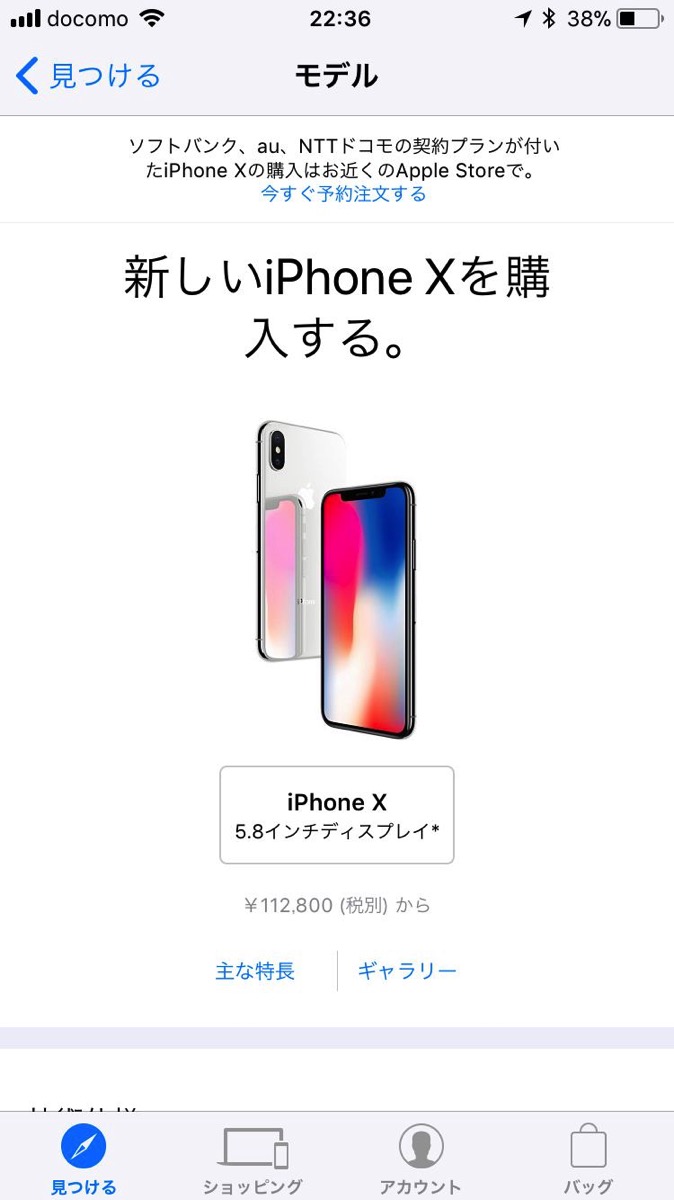 docomo 22:36 38%
見つける モデル
ソフトバンク、au、NTTドコモの契約プランが付い
たiPhone Xの購入はお近くのApple Storeで。
今すぐ予約注文する
新しいiPhone Xを購
入する。
iPhone X
5.8インチディスプレイ*
¥112,800 (税別) から
主な特長 ギャラリー
見つける ショッピング アカウント バッグ